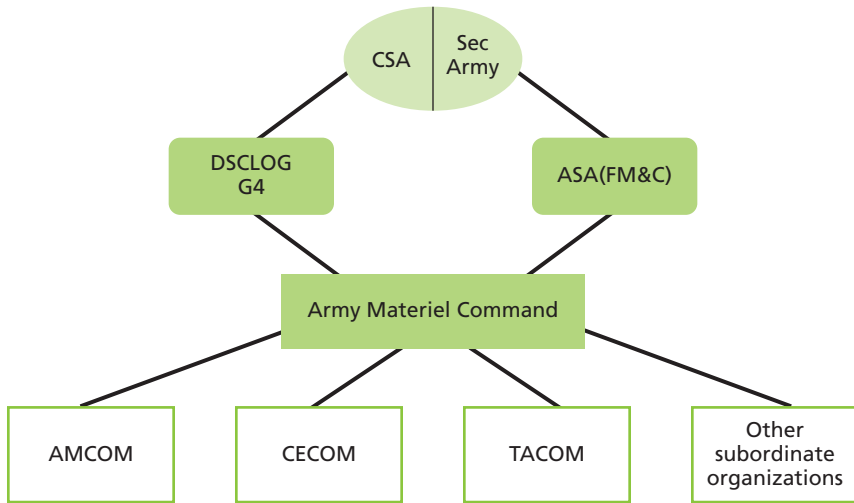 CSA
Sec
Army
DSCLOG
G4
ASA(FM&C)
Army Materiel Command
AMCOM
CECOM
TACOM
Other
subordinate
organizations